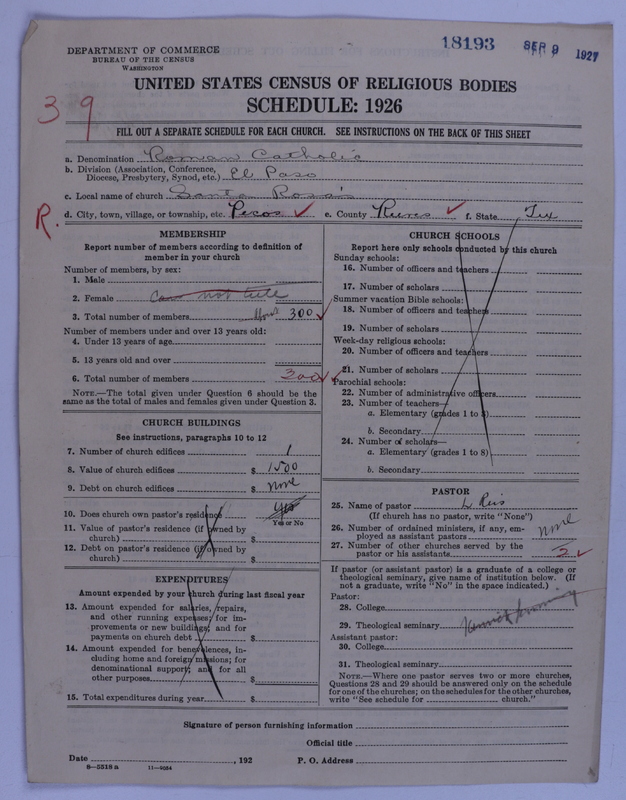 18193 SEP 9 1927
DEPARTMENT OF COMMERCE
BUREAU OF THE CENSUS
WASHINGTON
UNITED STATES CENSUS OF RELIGIOUS BODIES
SCHEDULE: 1926
39
FILL OUT A SEPARATE SCHEDULE FOR EACH CHURCH. SEE INSTRUCTIONS ON THE BACK OF THIS SHEET
a. Denomination Roman Catholic
b. Division (Association, Conference,
Diocese, Presbytery, Synod, etc.) El Paso
c. Local name of church Santa Rosa's
R.
d. City, town, village, or township, etc. Pecos e. County Reeves f. State Tex
MEMBERSHIP
Report number of members according to definition of
member in your church
Number of members, by sex:
1. Male
2. Female Can not tell
3. Total number of members About 300
Number of members under and over 13 years old:
4. Under 13 years of age
5. 13 years old and over
6. Total number of members 300
NOTE.—The total given under Question 6 should be the
same as the total of males and females given under Question 3.
CHURCH BUILDINGS
See instructions, paragraphs 10 to 12
7. Number of church edifices 1
8. Value of church edifices $ 1500
9. Debt on church edifices $ none
10. Does church own pastor's residence Yes
Yes or No
11. Value of pastor's residence (if owned by
church) $
12. Debt on pastor's residence (if owned by
church) $
EXPENDITURES
Amount expended by your church during last fiscal year
13. Amount expended for salaries, repairs,
and other running expenses; for im-
provements or new buildings; and for
payments on church debt $
14. Amount expended for benevolences, in-
cluding home and foreign missions; for
denominational support; and for all
other purposes $
15. Total expenditures during year $
CHURCH SCHOOLS
Report here only schools conducted by this church
Sunday schools:
16. Number of officers and teachers
17. Number of scholars
Summer vacation Bible schools:
18. Number of officers and teachers
19. Number of scholars
Week-day religious schools:
20. Number of officers and teachers
21. Number of scholars
Parochial schools:
22. Number of administrative officers
23. Number of teachers—
a. Elementary (grades 1 to 8)
b. Secondary
24. Number of scholars—
a. Elementary (grades 1 to 8)
b. Secondary
PASTOR
25. Name of pastor L Reis
(If church has no pastor, write "None")
26. Number of ordained ministers, if any, em-
ployed as assistant pastors none
27. Number of other churches served by the
pastor or his assistants 2
If pastor (or assistant pastor) is a graduate of a college or
theological seminary, give name of institution below. (If
not a graduate, write "No" in the space indicated.)
Pastor:
28. College
29. Theological seminary
Assistant pastor:
30. College
31. Theological seminary
NOTE.—Where one pastor serves two or more churches,
Questions 28 and 29 should be answered only on the schedule
for one of the churches; on the schedules for the other churches,
write "See schedule for church."
Signature of person furnishing information
Official title
Date , 192 P. O. Address
8—5518 a 11—9564